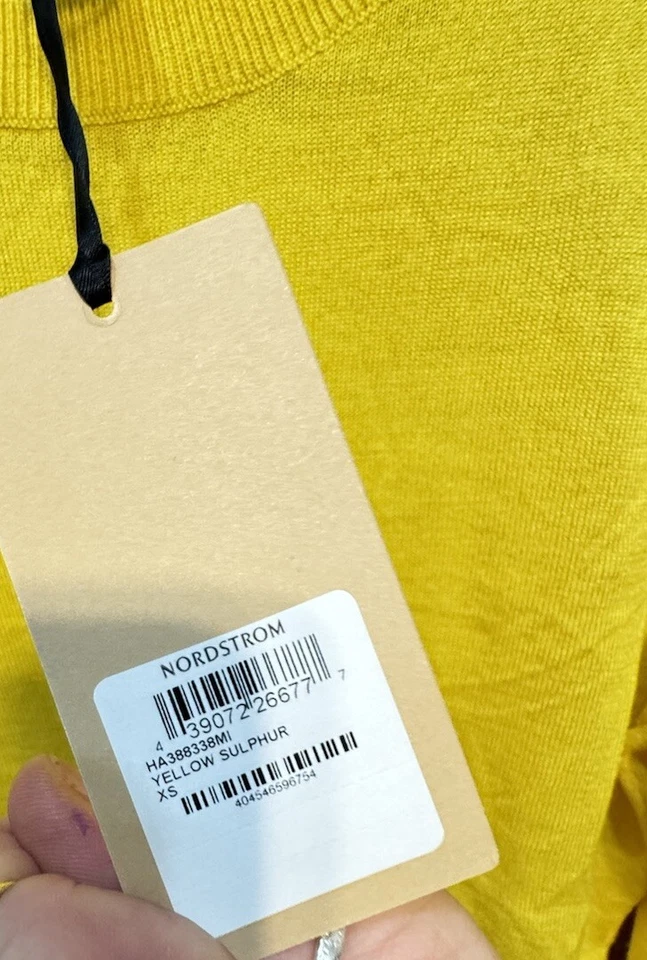 NORDSTROM
4 39072 26677 7
HA388338MI
YELLOW SULPHUR
XS
404546596754